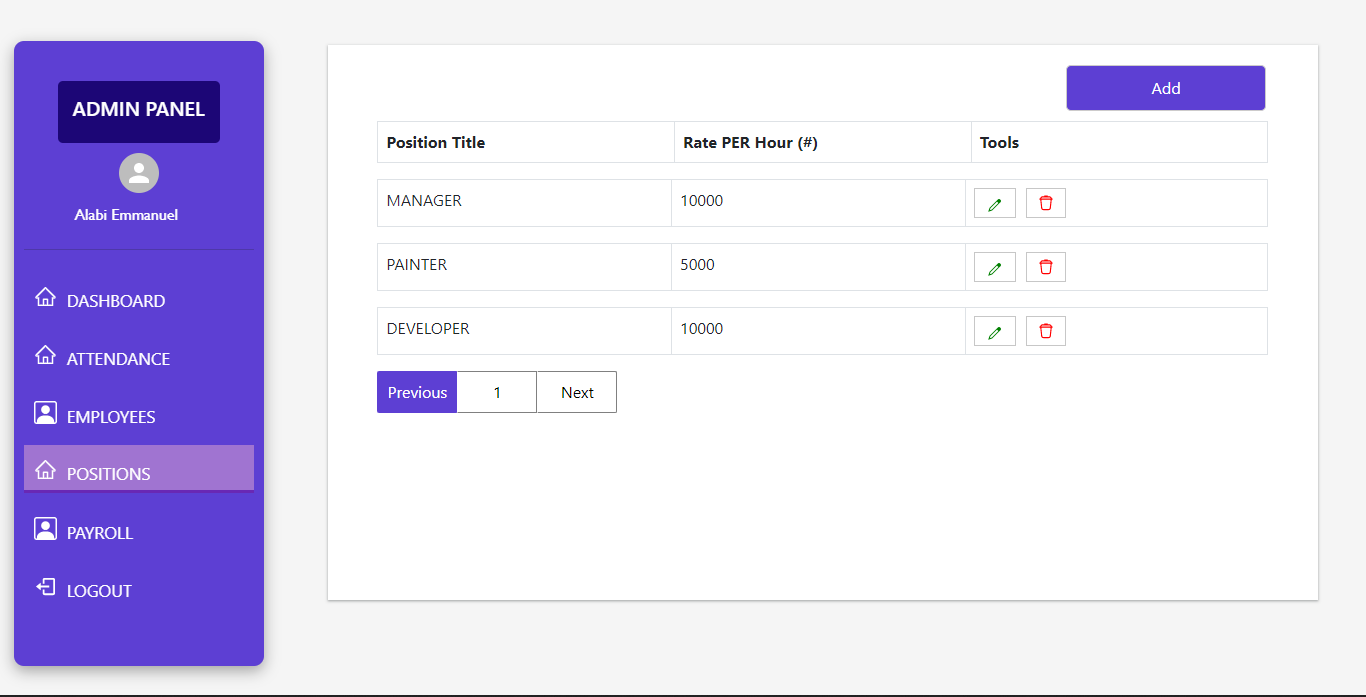 ADMIN PANEL
Alabi Emmanuel
DASHBOARD
ATTENDANCE
EMPLOYEES
POSITIONS
PAYROLL
LOGOUT
Add
Position Title Rate PER Hour (#) Tools
MANAGER 10000
PAINTER 5000
DEVELOPER 10000
Previous 1 Next